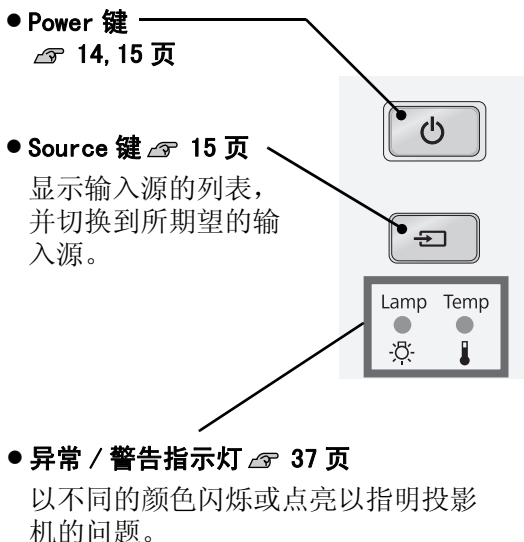 ● Power 键
☞ 14, 15 页
● Source 键 ☞ 15 页
显示输入源的列表，
并切换到所期望的输
入源。
Lamp Temp
● 异常 / 警告指示灯 ☞ 37 页
以不同的颜色闪烁或点亮以指明投影
机的问题。